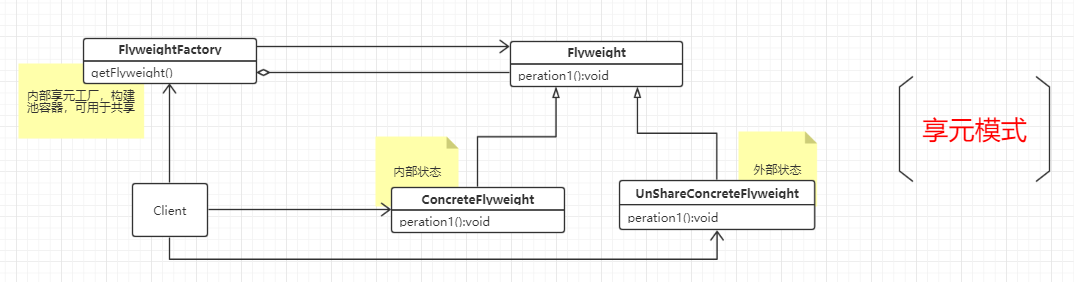 FlyweightFactory
getFlyweight()
内部享元工厂，构建
池容器，可用于共享
Flyweight
peration1():void
享元模式
内部状态
ConcreteFlyweight
peration1():void
外部状态
UnShareConcreteFlyweight
peration1():void
Client